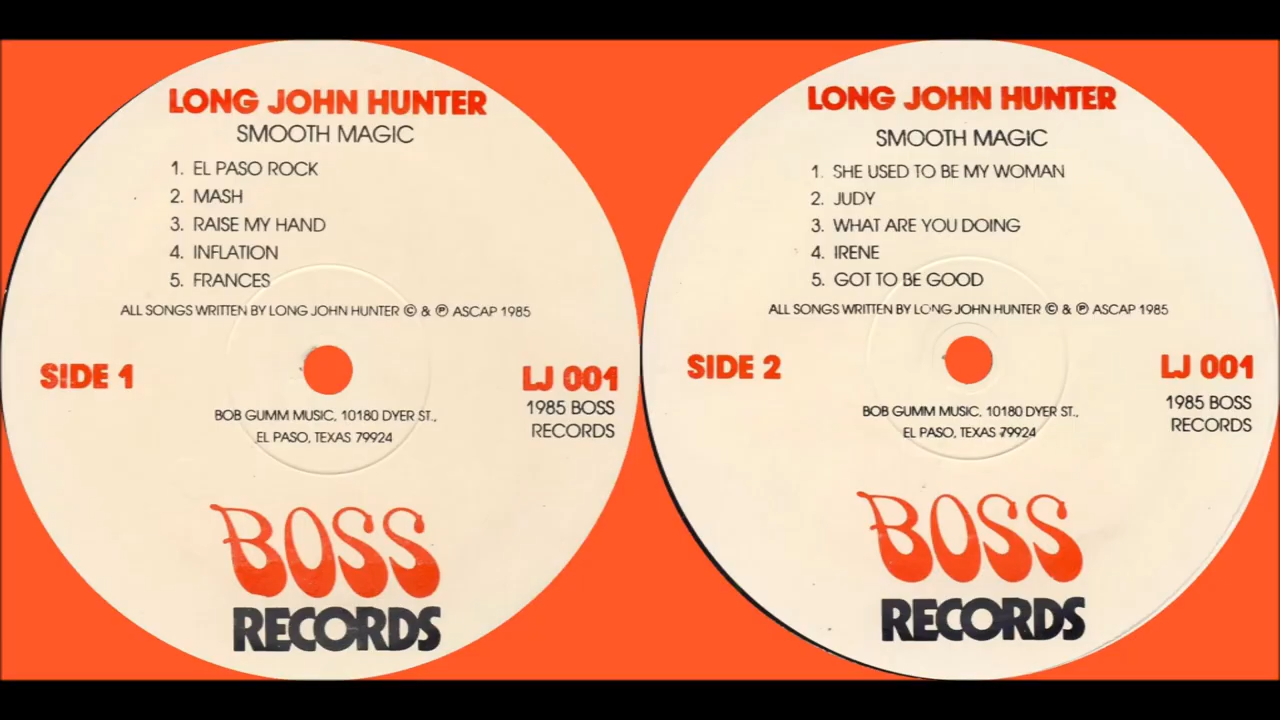 LONG JOHN HUNTER
SMOOTH MAGIC
1. EL PASO ROCK
2. MASH
3. RAISE MY HAND
4. INFLATION
5. FRANCES
ALL SONGS WRITTEN BY LONG JOHN HUNTER © & ℗ ASCAP 1985
SIDE 1
LJ 001
1985 BOSS
RECORDS
BOB GUMM MUSIC, 10180 DYER ST.,
EL PASO, TEXAS 79924
BOSS
RECORDS
LONG JOHN HUNTER
SMOOTH MAGIC
1. SHE USED TO BE MY WOMAN
2. JUDY
3. WHAT ARE YOU DOING
4. IRENE
5. GOT TO BE GOOD
ALL SONGS WRITTEN BY LONG JOHN HUNTER © & ℗ ASCAP 1985
SIDE 2
LJ 001
1985 BOSS
RECORDS
BOB GUMM MUSIC, 10180 DYER ST.,
EL PASO, TEXAS 79924
BOSS
RECORDS